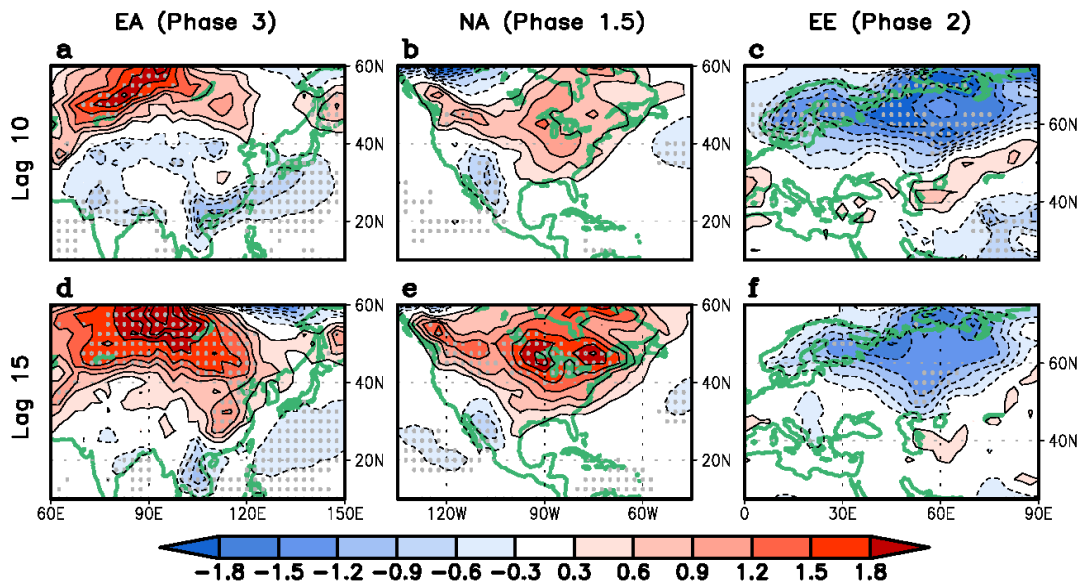 EA (Phase 3) NA (Phase 1.5) EE (Phase 2)
a b c
60N 60N
Lag 10
40N 40N 60N
20N 20N 40N
d e f
60N 60N
Lag 15
40N 40N 60N
20N 20N 40N
60E 90E 120E 150E 120W 90W 60W 0 30E 60E 90E
−1.8 −1.5 −1.2 −0.9 −0.6 −0.3 0.3 0.6 0.9 1.2 1.5 1.8